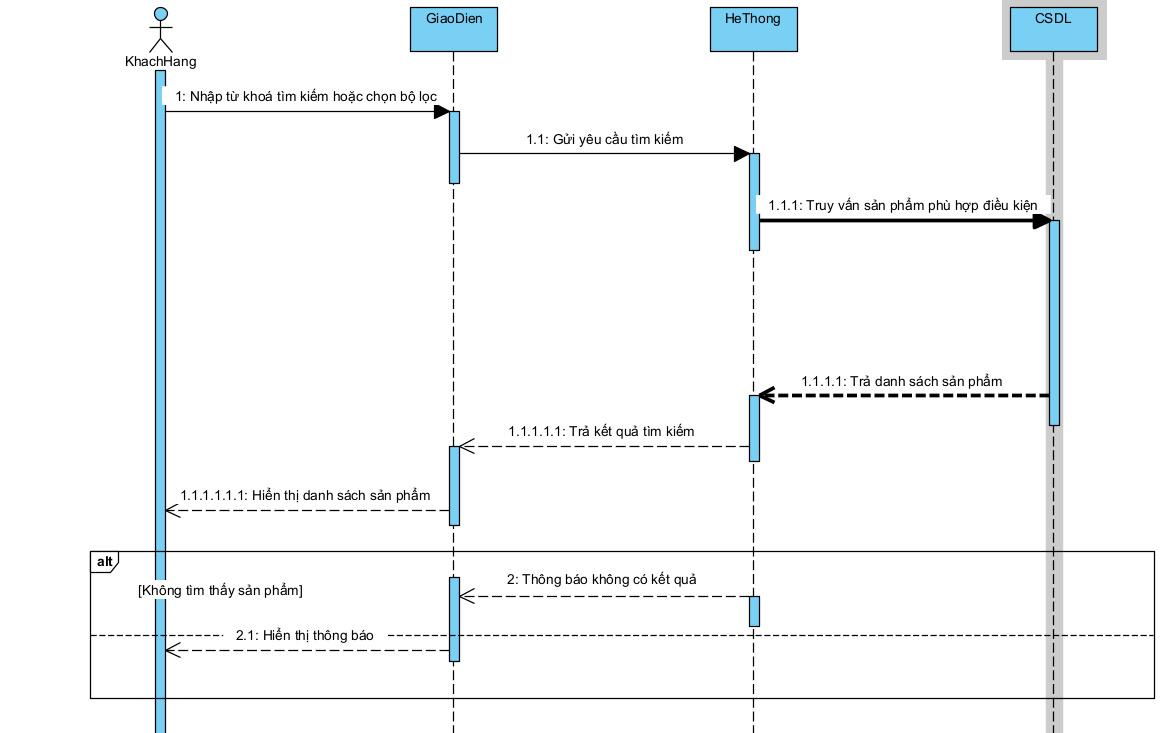 GiaoDien
HeThong
CSDL
KhachHang
1: Nhập từ khoá tìm kiếm hoặc chọn bộ lọc
1.1: Gửi yêu cầu tìm kiếm
1.1.1: Truy vấn sản phẩm phù hợp điều kiện
1.1.1.1: Trả danh sách sản phẩm
1.1.1.1.1: Trả kết quả tìm kiếm
1.1.1.1.1.1: Hiển thị danh sách sản phẩm
alt
2: Thông báo không có kết quả
[Không tìm thấy sản phẩm]
2.1: Hiển thị thông báo